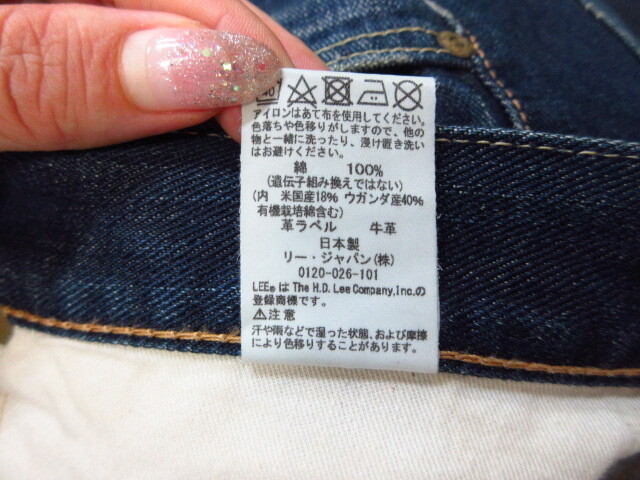 40
アイロンはあて布を使用してください。
色落ちや色移りがしますので、他の
物と一緒に洗ったり、浸け置き洗い
はお避けください。
綿 100%
(遺伝子組み換えではない)
(内 米国産18% ウガンダ産40%
有機栽培綿含む)
革ラベル 牛革
日本製
リー・ジャパン(株)
0120-026-101
LEE® は The H.D. Lee Company, Inc. の
登録商標です。
⚠注意
汗や雨などで湿った状態、および摩擦
により色移りすることがあります。